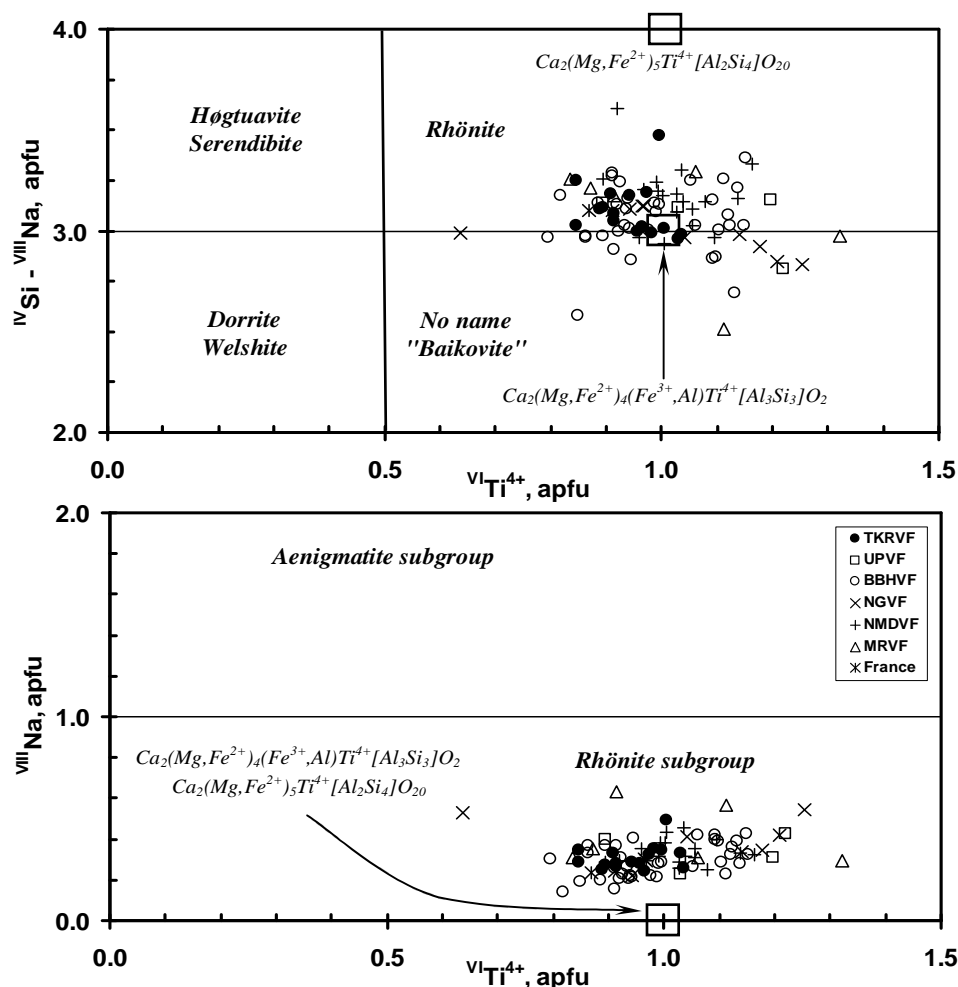 4.0
Ca₂(Mg,Fe²⁺)₅Ti⁴⁺[Al₂Si₄]O₂₀
Høgtuavite
Serendibite
Rhönite
3.0
Dorrite
Welshite
No name
"Baikovite"
Ca₂(Mg,Fe²⁺)₄(Fe³⁺,Al)Ti⁴⁺[Al₃Si₃]O₂
2.0
ᴵⱽSi - ⱽᴵᴵᴵNa, apfu
0.0 0.5 1.0 1.5
ⱽᴵTi⁴⁺, apfu
2.0
Aenigmatite subgroup
TKRVF
UPVF
BBHVF
NGVF
NMDVF
MRVF
France
1.0
ⱽᴵᴵᴵNa, apfu
Ca₂(Mg,Fe²⁺)₄(Fe³⁺,Al)Ti⁴⁺[Al₃Si₃]O₂
Ca₂(Mg,Fe²⁺)₅Ti⁴⁺[Al₂Si₄]O₂₀
Rhönite subgroup
0.0
0.0 0.5 1.0 1.5
ⱽᴵTi⁴⁺, apfu